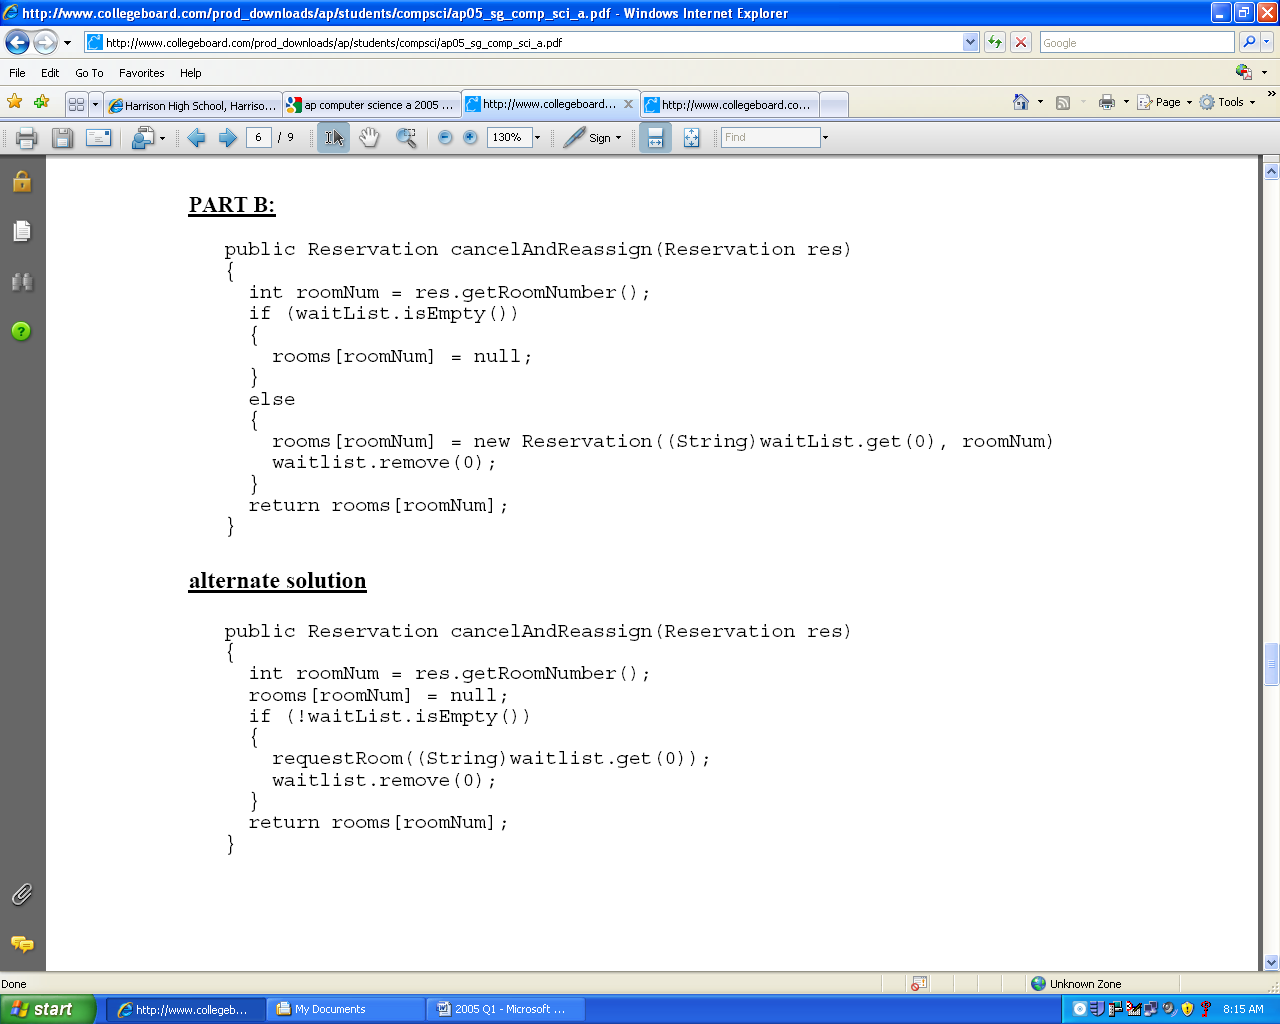 http://www.collegeboard.com/prod_downloads/ap/students/compsci/ap05_sg_comp_sci_a.pdf - Windows Internet Explorer
http://www.collegeboard.com/prod_downloads/ap/students/compsci/ap05_sg_comp_sci_a.pdf
Google
File Edit Go To Favorites Help
Harrison High School, Harriso... ap computer science a 2005 ... http://www.collegeboard.... http://www.collegeboard.co... Page Tools
6 / 9 130% Sign Find
PART B:
public Reservation cancelAndReassign(Reservation res)
{
int roomNum = res.getRoomNumber();
if (waitList.isEmpty())
{
rooms[roomNum] = null;
}
else
{
rooms[roomNum] = new Reservation((String)waitList.get(0), roomNum)
waitlist.remove(0);
}
return rooms[roomNum];
}
alternate solution
public Reservation cancelAndReassign(Reservation res)
{
int roomNum = res.getRoomNumber();
rooms[roomNum] = null;
if (!waitList.isEmpty())
{
requestRoom((String)waitlist.get(0));
waitlist.remove(0);
}
return rooms[roomNum];
}
Done Unknown Zone
start http://www.collegeb... My Documents 2005 Q1 - Microsoft ... 8:15 AM